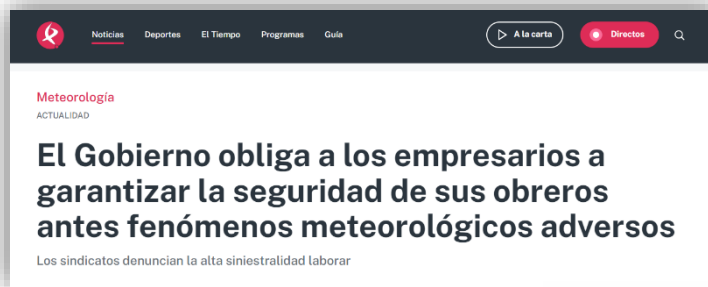 Noticias Deportes El Tiempo Programas Guía A la carta Directos
Meteorología
ACTUALIDAD
El Gobierno obliga a los empresarios a
garantizar la seguridad de sus obreros
antes fenómenos meteorológicos adversos
Los sindicatos denuncian la alta siniestralidad laboral